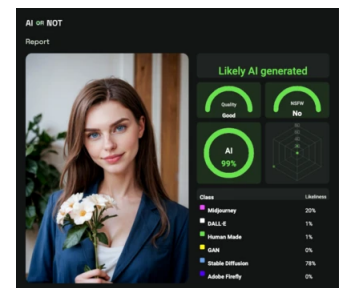 AI OR NOT
Report
Likely AI generated
Quality
Good
NSFW
No
AI
99%
Class Likeliness
Midjourney 20%
DALL-E 1%
Human Made 1%
GAN 0%
Stable Diffusion 78%
Adobe Firefly 0%